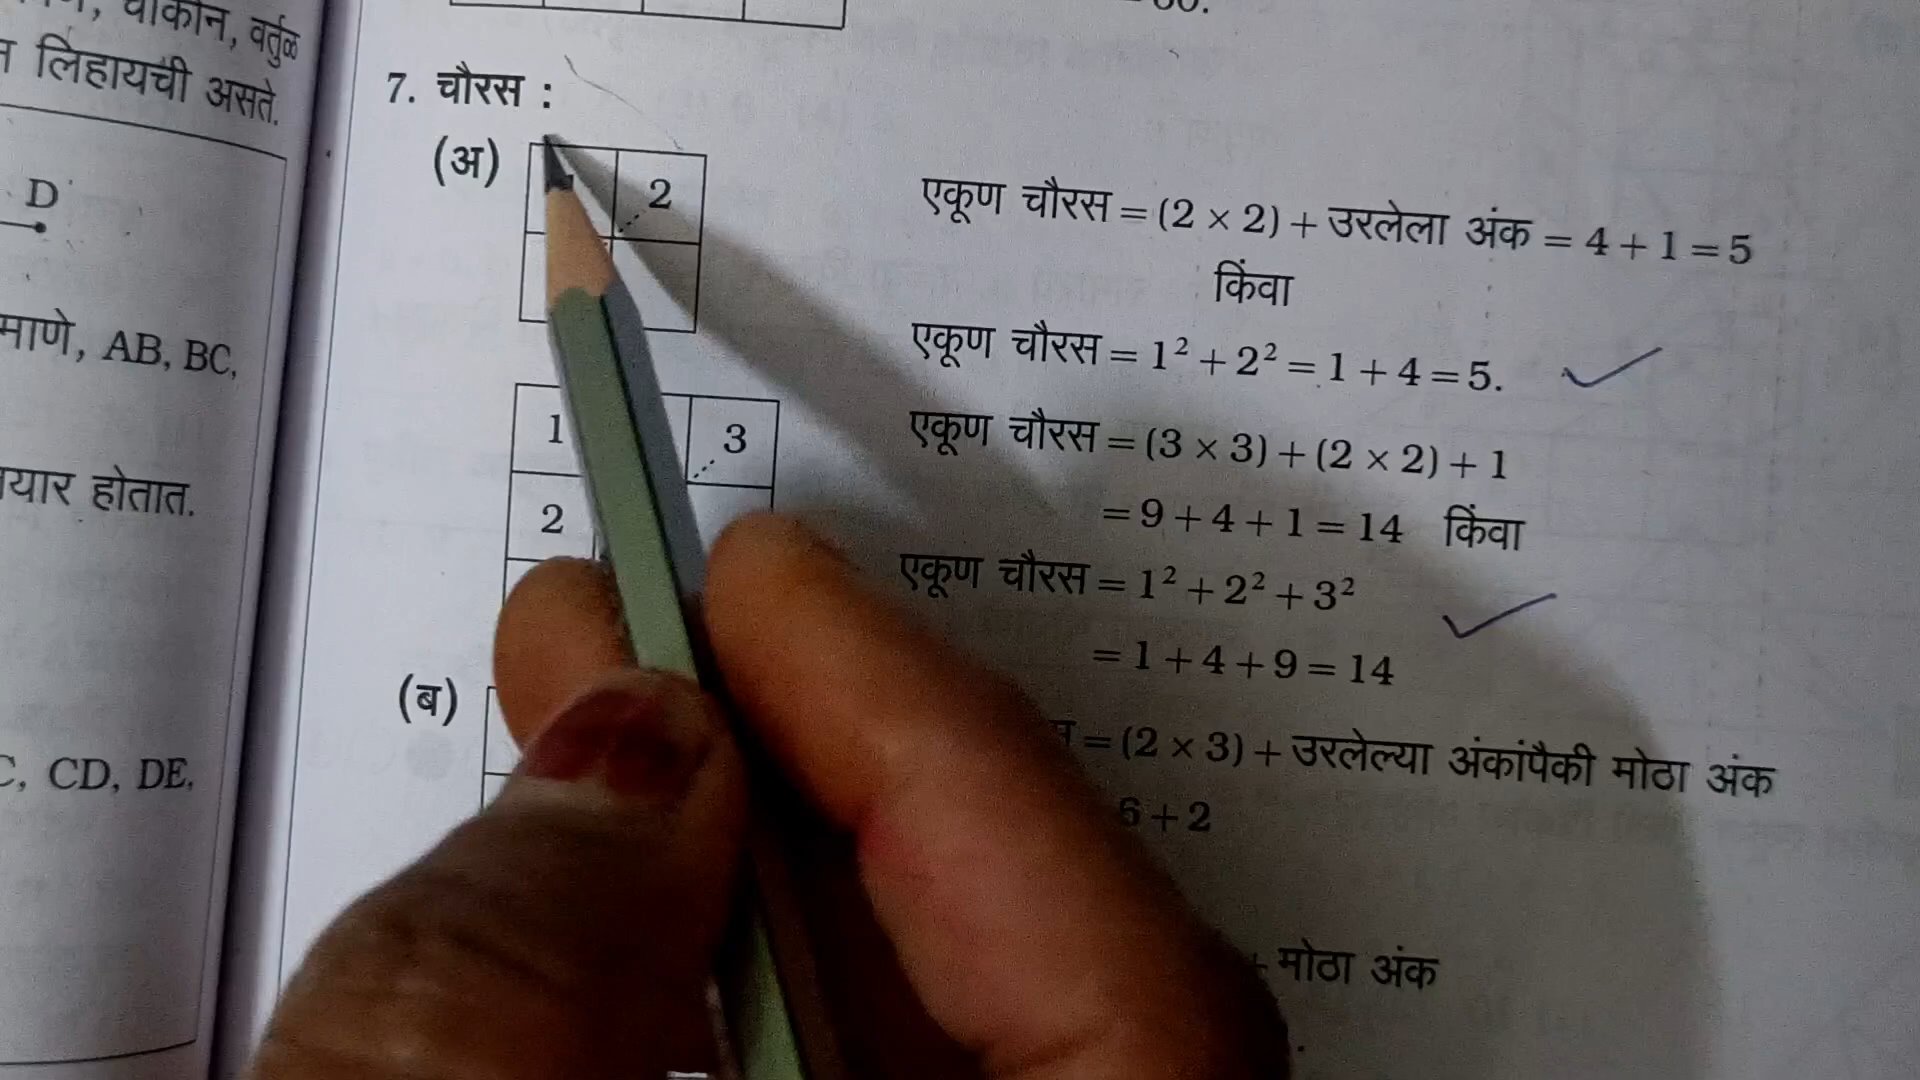 चौकोन, वर्तुळ
लिहायची असते.
D
माणे, AB, BC,
होतात.
C, CD, DE,
7. चौरस :
(अ)
2
एकूण चौरस = (2 × 2) + उरलेला अंक = 4 + 1 = 5
किंवा
एकूण चौरस = 1² + 2² = 1 + 4 = 5.
1 3
2
एकूण चौरस = (3 × 3) + (2 × 2) + 1
= 9 + 4 + 1 = 14 किंवा
एकूण चौरस = 1² + 2² + 3²
= 1 + 4 + 9 = 14
(ब)
= (2 × 3) + उरलेल्या अंकांपैकी मोठा अंक
6 + 2
+ मोठा अंक